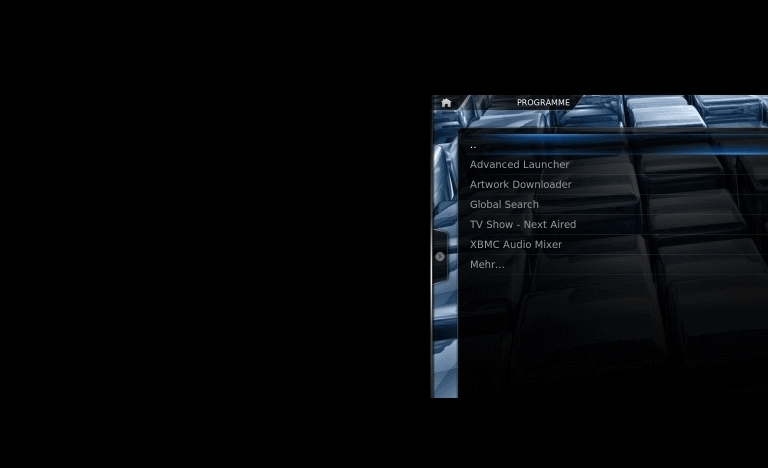 PROGRAMME
..
Advanced Launcher
Artwork Downloader
Global Search
TV Show - Next Aired
XBMC Audio Mixer
Mehr...